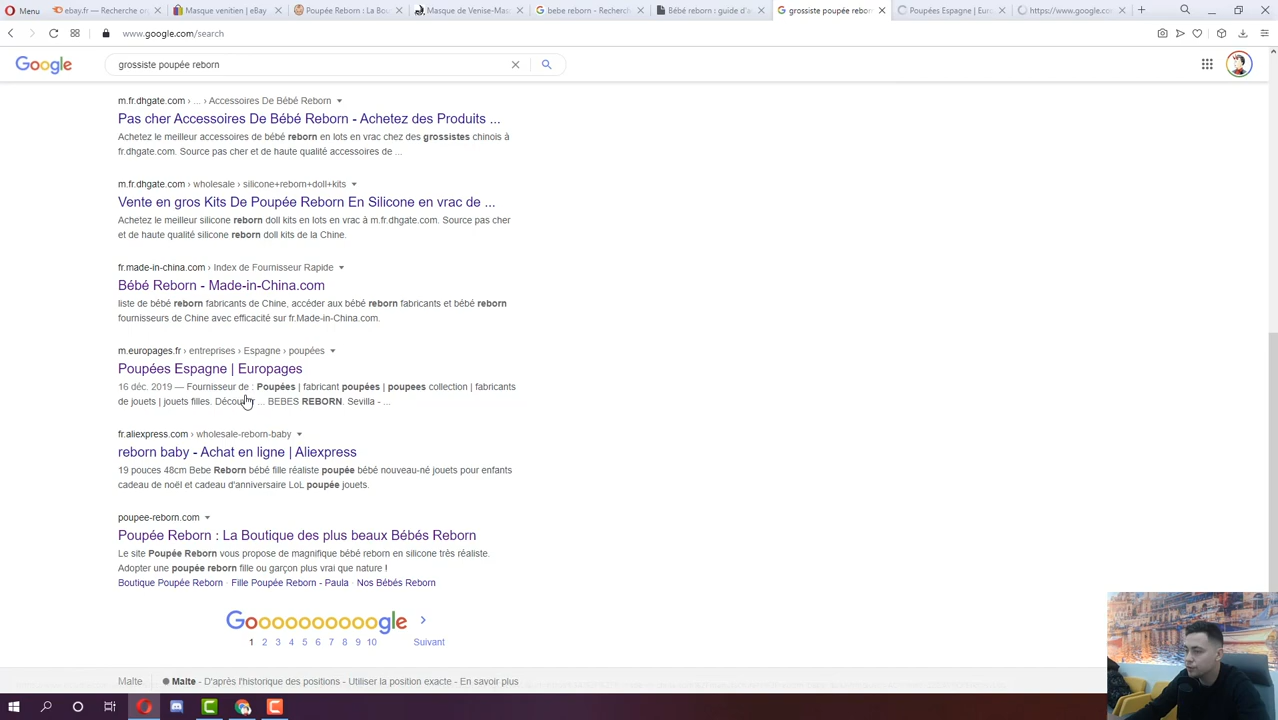 Menu
ebay.fr — Recherche or
Masque venitien | eBay
Poupée Reborn : La Bou
Masque de Venise-Mas
bebe reborn - Recherch
Bébé reborn : guide d'a
grossiste poupée reborn
Poupées Espagne | Euro
https://www.google.co
www.google.com/search
Google
grossiste poupée reborn
m.fr.dhgate.com › ... › Accessoires De Bébé Reborn
Pas cher Accessoires De Bébé Reborn - Achetez des Produits ...
Achetez le meilleur accessoires de bébé reborn en lots en vrac chez des grossistes chinois à
fr.dhgate.com. Source pas cher et de haute qualité accessoires de ...
m.fr.dhgate.com › wholesale › silicone+reborn+doll+kits
Vente en gros Kits De Poupée Reborn En Silicone en vrac de ...
Achetez le meilleur silicone reborn doll kits en lots en vrac à m.fr.dhgate.com. Source pas cher
et de haute qualité silicone reborn doll kits de la Chine.
fr.made-in-china.com › Index de Fournisseur Rapide
Bébé Reborn - Made-in-China.com
liste de bébé reborn fabricants de Chine, accéder aux bébé reborn fabricants et bébé reborn
fournisseurs de Chine avec efficacité sur fr.Made-in-China.com.
m.europages.fr › entreprises › Espagne › poupées
Poupées Espagne | Europages
16 déc. 2019 — Fournisseur de : Poupées | fabricant poupées | poupees collection | fabricants
de jouets | jouets filles. Découvr ... BEBES REBORN. Sevilla - ...
fr.aliexpress.com › wholesale-reborn-baby
reborn baby - Achat en ligne | Aliexpress
19 pouces 48cm Bebe Reborn bébé fille réaliste poupée bébé nouveau-né jouets pour enfants
cadeau de noël et cadeau d'anniversaire LoL poupée jouets.
poupee-reborn.com
Poupée Reborn : La Boutique des plus beaux Bébés Reborn
Le site Poupée Reborn vous propose de magnifique bébé reborn en silicone très réaliste.
Adopter une poupée reborn fille ou garçon plus vrai que nature !
Boutique Poupée Reborn · Fille Poupée Reborn - Paula · Nos Bébés Reborn
Goooooooooogle
1 2 3 4 5 6 7 8 9 10 Suivant
Malte D'après l'historique des positions - Utiliser la position exacte - En savoir plus